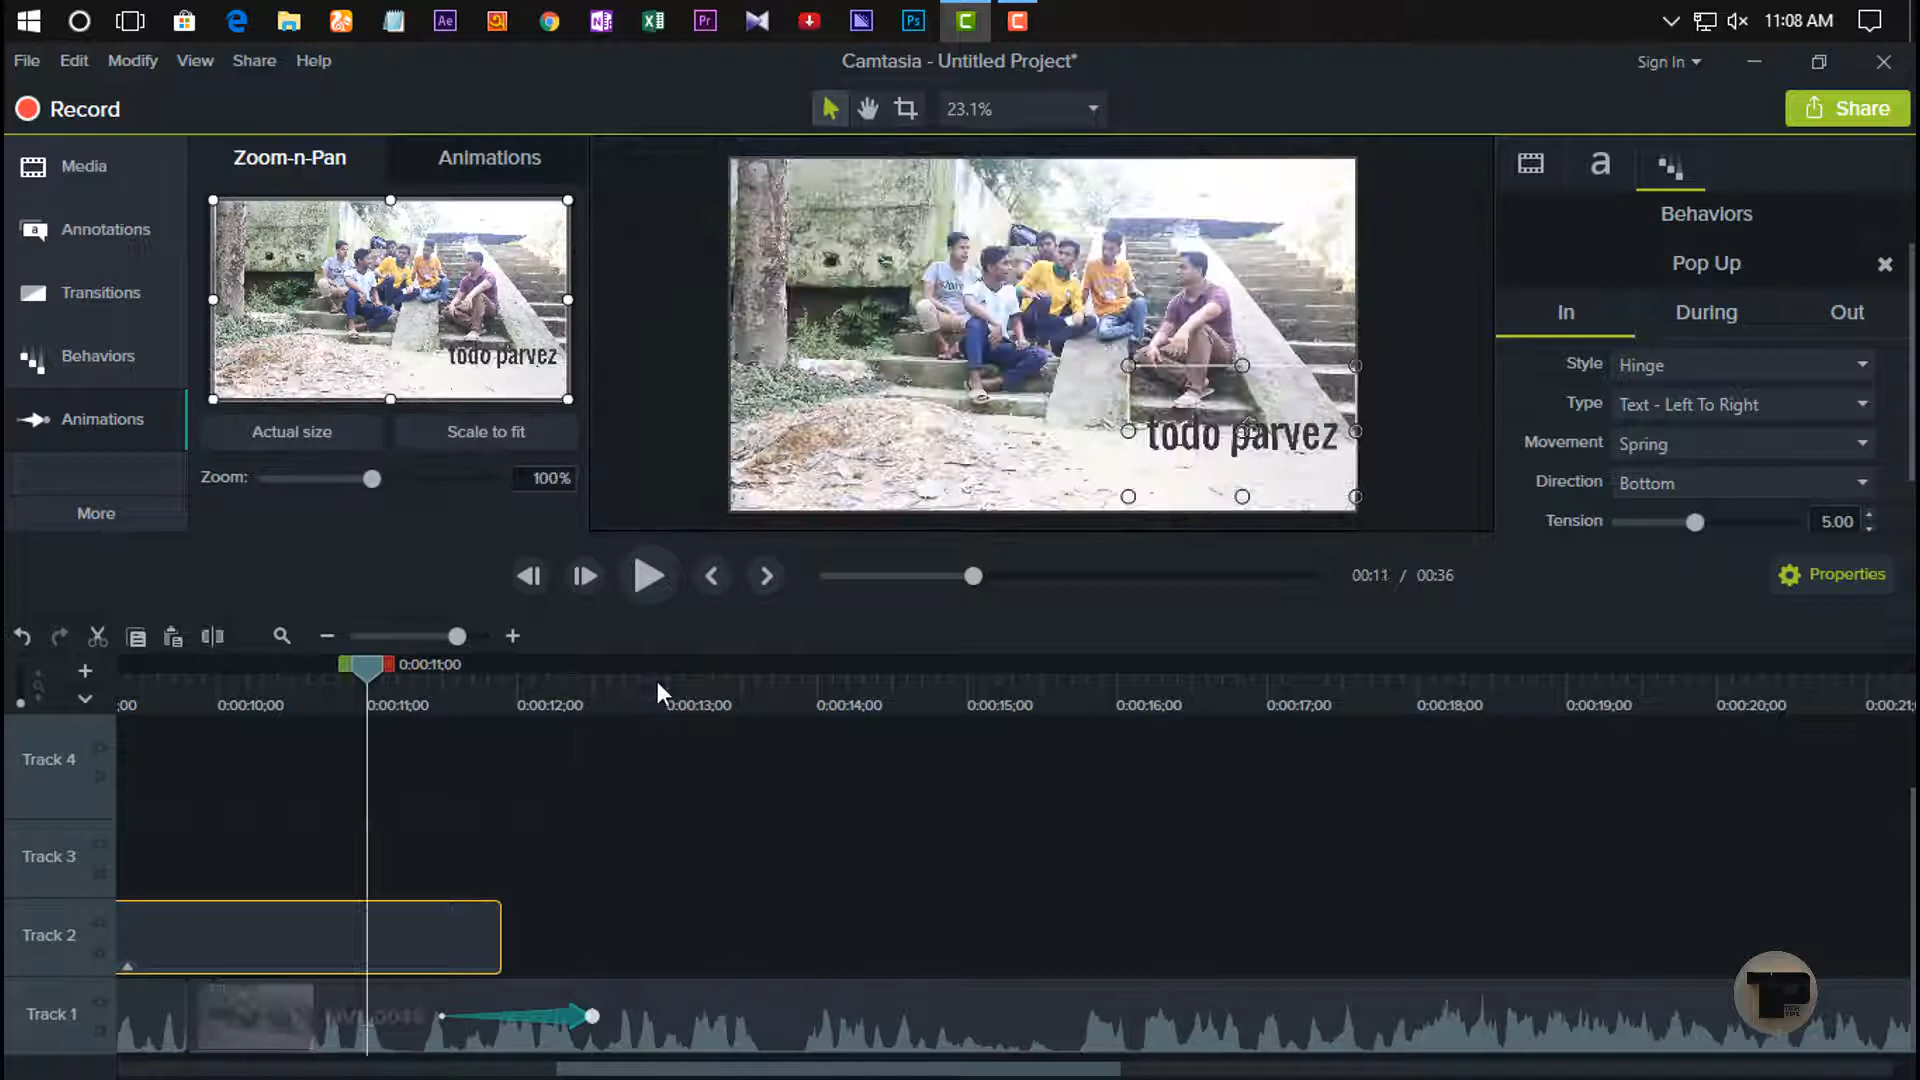 Ae
Pr
Ps
11:08 AM
File Edit Modify View Share Help
Camtasia - Untitled Project*
Sign In
Record
23.1%
Share
Media
Annotations
Transitions
Behaviors
Animations
More
Zoom-n-Pan Animations
todo parvez
Actual size Scale to fit
Zoom: 100%
todo parvez
a
Behaviors
Pop Up
In During Out
Style Hinge
Type Text - Left To Right
Movement Spring
Direction Bottom
Tension 5.00
00:11 / 00:36
Properties
0:00:11;00
;00 0:00:10;00 0:00:11;00 0:00:12;00 0:00:13;00 0:00:14;00 0:00:15;00 0:00:16;00 0:00:17;00 0:00:18;00 0:00:19;00 0:00:20;00 0:00:21;
Track 4
Track 3
Track 2
Track 1